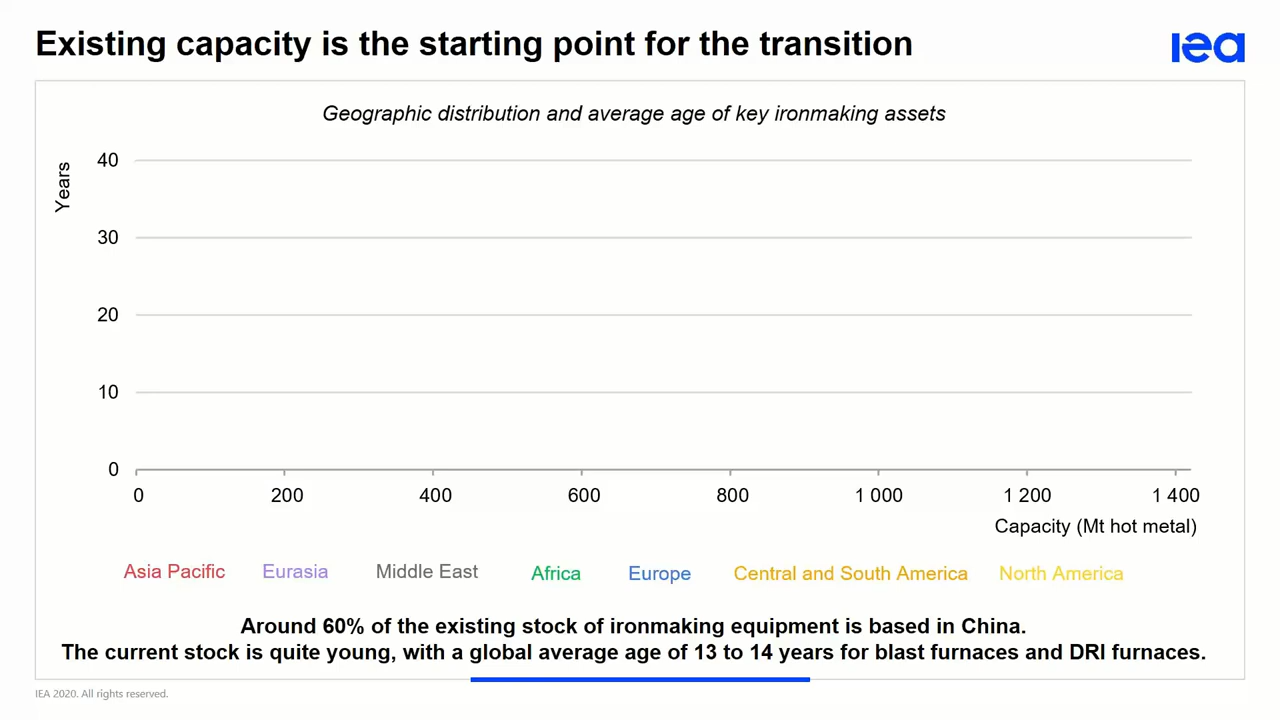 Existing capacity is the starting point for the transition
iea
Geographic distribution and average age of key ironmaking assets
Years
40
30
20
10
0
0 200 400 600 800 1 000 1 200 1 400
Capacity (Mt hot metal)
Asia Pacific Eurasia Middle East Africa Europe Central and South America North America
Around 60% of the existing stock of ironmaking equipment is based in China.
The current stock is quite young, with a global average age of 13 to 14 years for blast furnaces and DRI furnaces.
IEA 2020. All rights reserved.